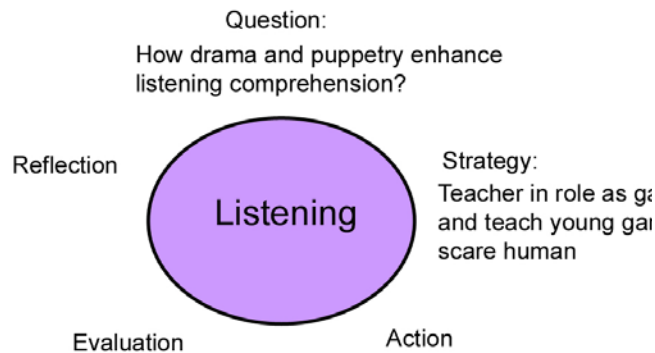 Question:
How drama and puppetry enhance
listening comprehension?
Reflection
Listening
Strategy:
Teacher in role as
and teach young
scare human
Evaluation
Action